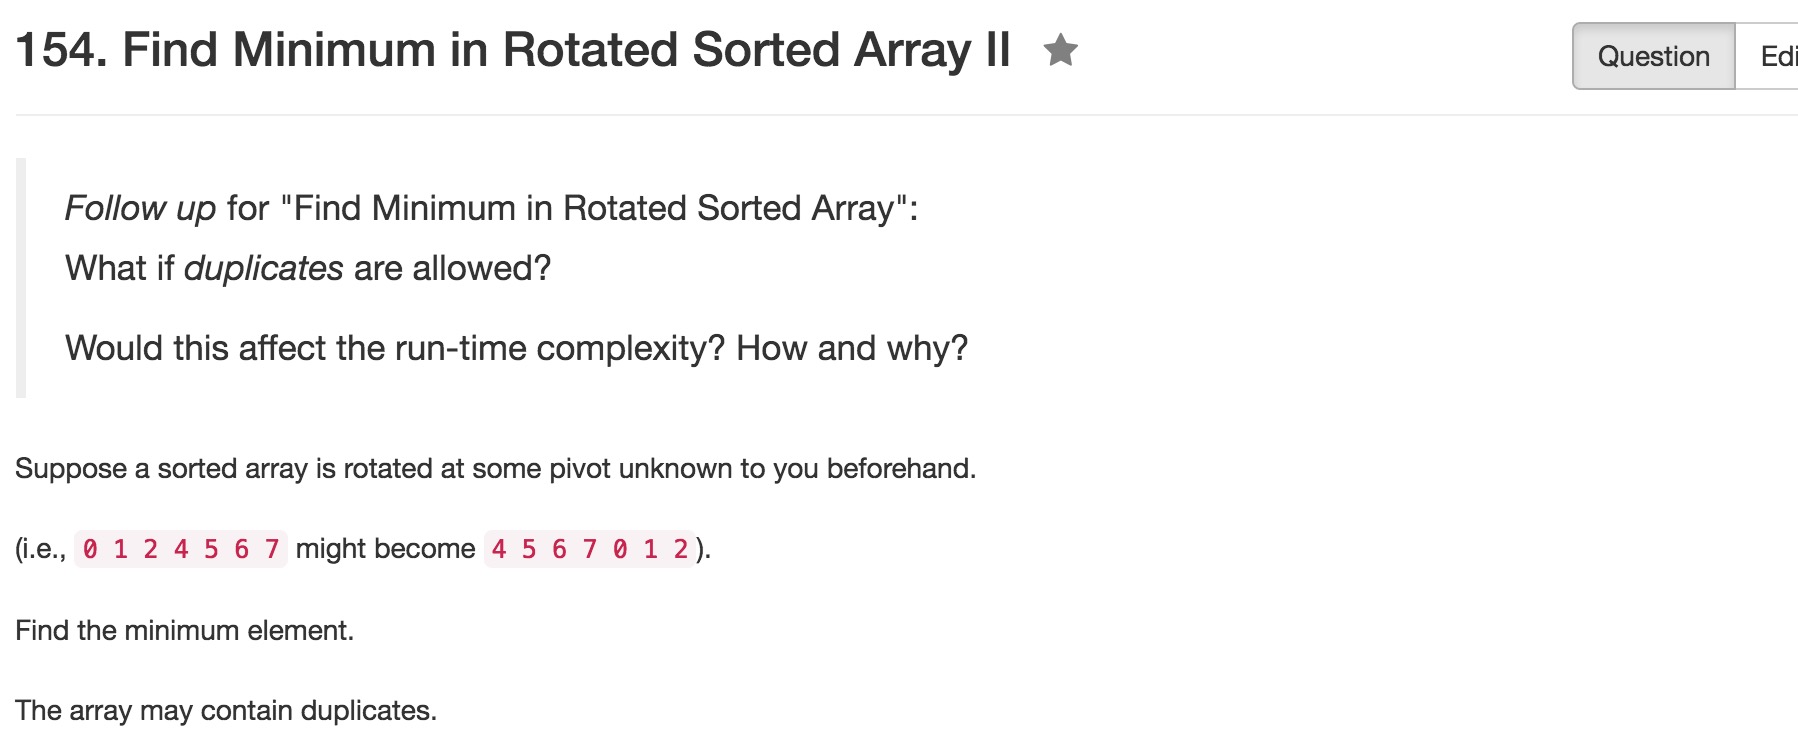 154. Find Minimum in Rotated Sorted Array II
Question
Edi
Follow up for "Find Minimum in Rotated Sorted Array":
What if duplicates are allowed?
Would this affect the run-time complexity? How and why?
Suppose a sorted array is rotated at some pivot unknown to you beforehand.
(i.e., 0 1 2 4 5 6 7 might become 4 5 6 7 0 1 2).
Find the minimum element.
The array may contain duplicates.